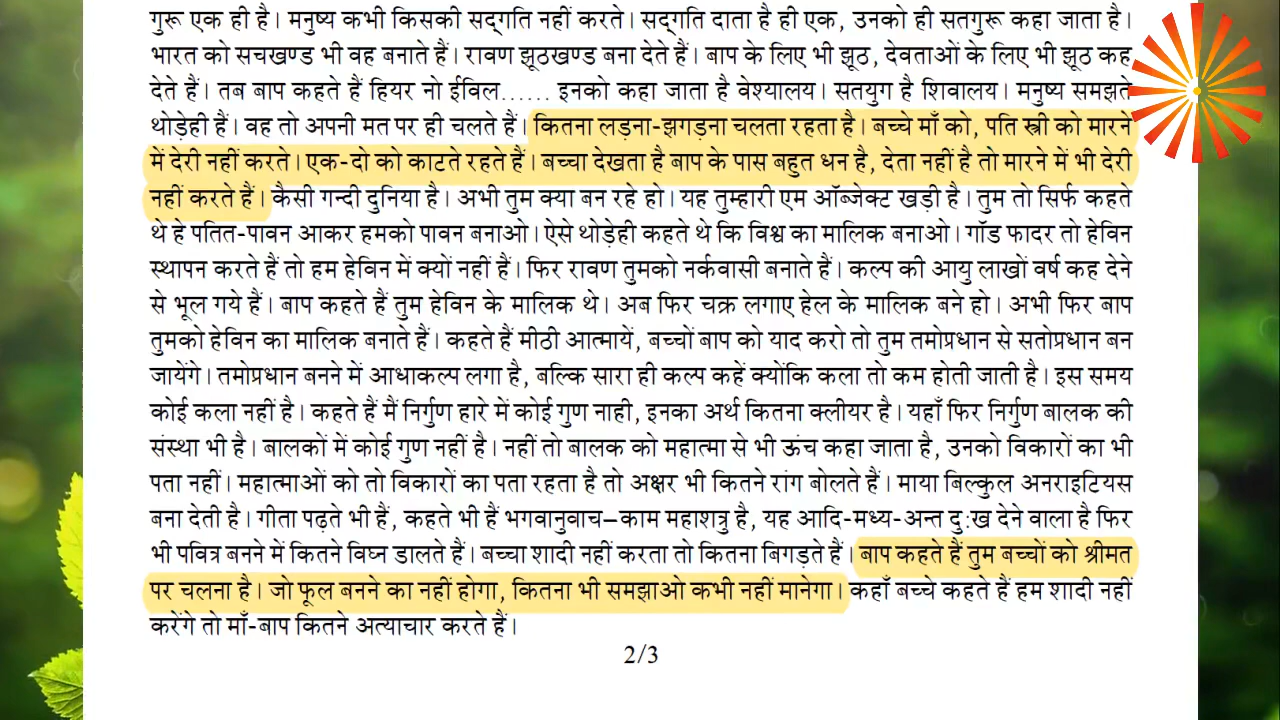 गुरू एक ही है। मनुष्य कभी किसकी सद्गति नहीं करते। सद्गति दाता है ही एक, उनको ही सतगुरू कहा जाता है।
भारत को सचखण्ड भी वह बनाते हैं। रावण झूठखण्ड बना देते हैं। बाप के लिए भी झूठ, देवताओं के लिए भी झूठ कह
देते हैं। तब बाप कहते हैं हियर नो ईविल...... इनको कहा जाता है वेश्यालय। सतयुग है शिवालय। मनुष्य समझते
थोड़ेही हैं। वह तो अपनी मत पर ही चलते हैं। कितना लड़ना-झगड़ना चलता रहता है। बच्चे माँ को, पति स्त्री को मारने
में देरी नहीं करते। एक-दो को काटते रहते हैं। बच्चा देखता है बाप के पास बहुत धन है, देता नहीं है तो मारने में भी देरी
नहीं करते हैं। कैसी गन्दी दुनिया है। अभी तुम क्या बन रहे हो। यह तुम्हारी एम ऑब्जेक्ट खड़ी है। तुम तो सिर्फ कहते
थे हे पतित-पावन आकर हमको पावन बनाओ। ऐसे थोड़ेही कहते थे कि विश्व का मालिक बनाओ। गॉड फादर तो हेविन
स्थापन करते हैं तो हम हेविन में क्यों नहीं हैं। फिर रावण तुमको नर्कवासी बनाते हैं। कल्प की आयु लाखों वर्ष कह देने
से भूल गये हैं। बाप कहते हैं तुम हेविन के मालिक थे। अब फिर चक्र लगाए हेल के मालिक बने हो। अभी फिर बाप
तुमको हेविन का मालिक बनाते हैं। कहते हैं मीठी आत्मायें, बच्चों बाप को याद करो तो तुम तमोप्रधान से सतोप्रधान बन
जायेंगे। तमोप्रधान बनने में आधाकल्प लगा है, बल्कि सारा ही कल्प कहें क्योंकि कला तो कम होती जाती है। इस समय
कोई कला नहीं है। कहते हैं मैं निर्गुण हारे में कोई गुण नाही, इनका अर्थ कितना क्लीयर है। यहाँ फिर निर्गुण बालक की
संस्था भी है। बालकों में कोई गुण नहीं है। नहीं तो बालक को महात्मा से भी ऊंच कहा जाता है, उनको विकारों का भी
पता नहीं। महात्माओं को तो विकारों का पता रहता है तो अक्षर भी कितने रांग बोलते हैं। माया बिल्कुल अनराइटियस
बना देती है। गीता पढ़ते भी हैं, कहते भी हैं भगवानुवाच–काम महाशत्रु है, यह आदि-मध्य-अन्त दु:ख देने वाला है फिर
भी पवित्र बनने में कितने विघ्न डालते हैं। बच्चा शादी नहीं करता तो कितना बिगड़ते हैं। बाप कहते हैं तुम बच्चों को श्रीमत
पर चलना है। जो फूल बनने का नहीं होगा, कितना भी समझाओ कभी नहीं मानेगा। कहाँ बच्चे कहते हैं हम शादी नहीं
करेंगे तो माँ-बाप कितने अत्याचार करते हैं।
2/3